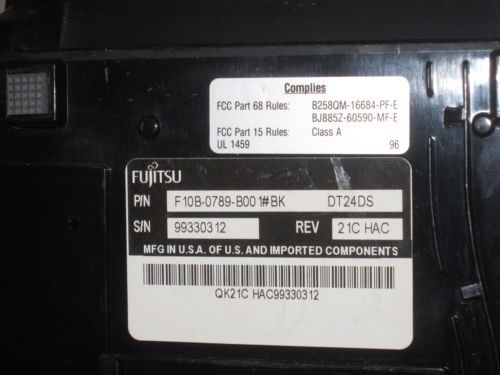 Complies
FCC Part 68 Rules: B258QM-16684-PF-E
BJ885Z-60590-MF-E
FCC Part 15 Rules: Class A
UL 1459 96
FUJITSU
P/N F10B-0789-B001#BK DT24DS
S/N 99330312 REV 21C HAC
MFG IN U.S.A. OF U.S. AND IMPORTED COMPONENTS
QK21C HAC99330312